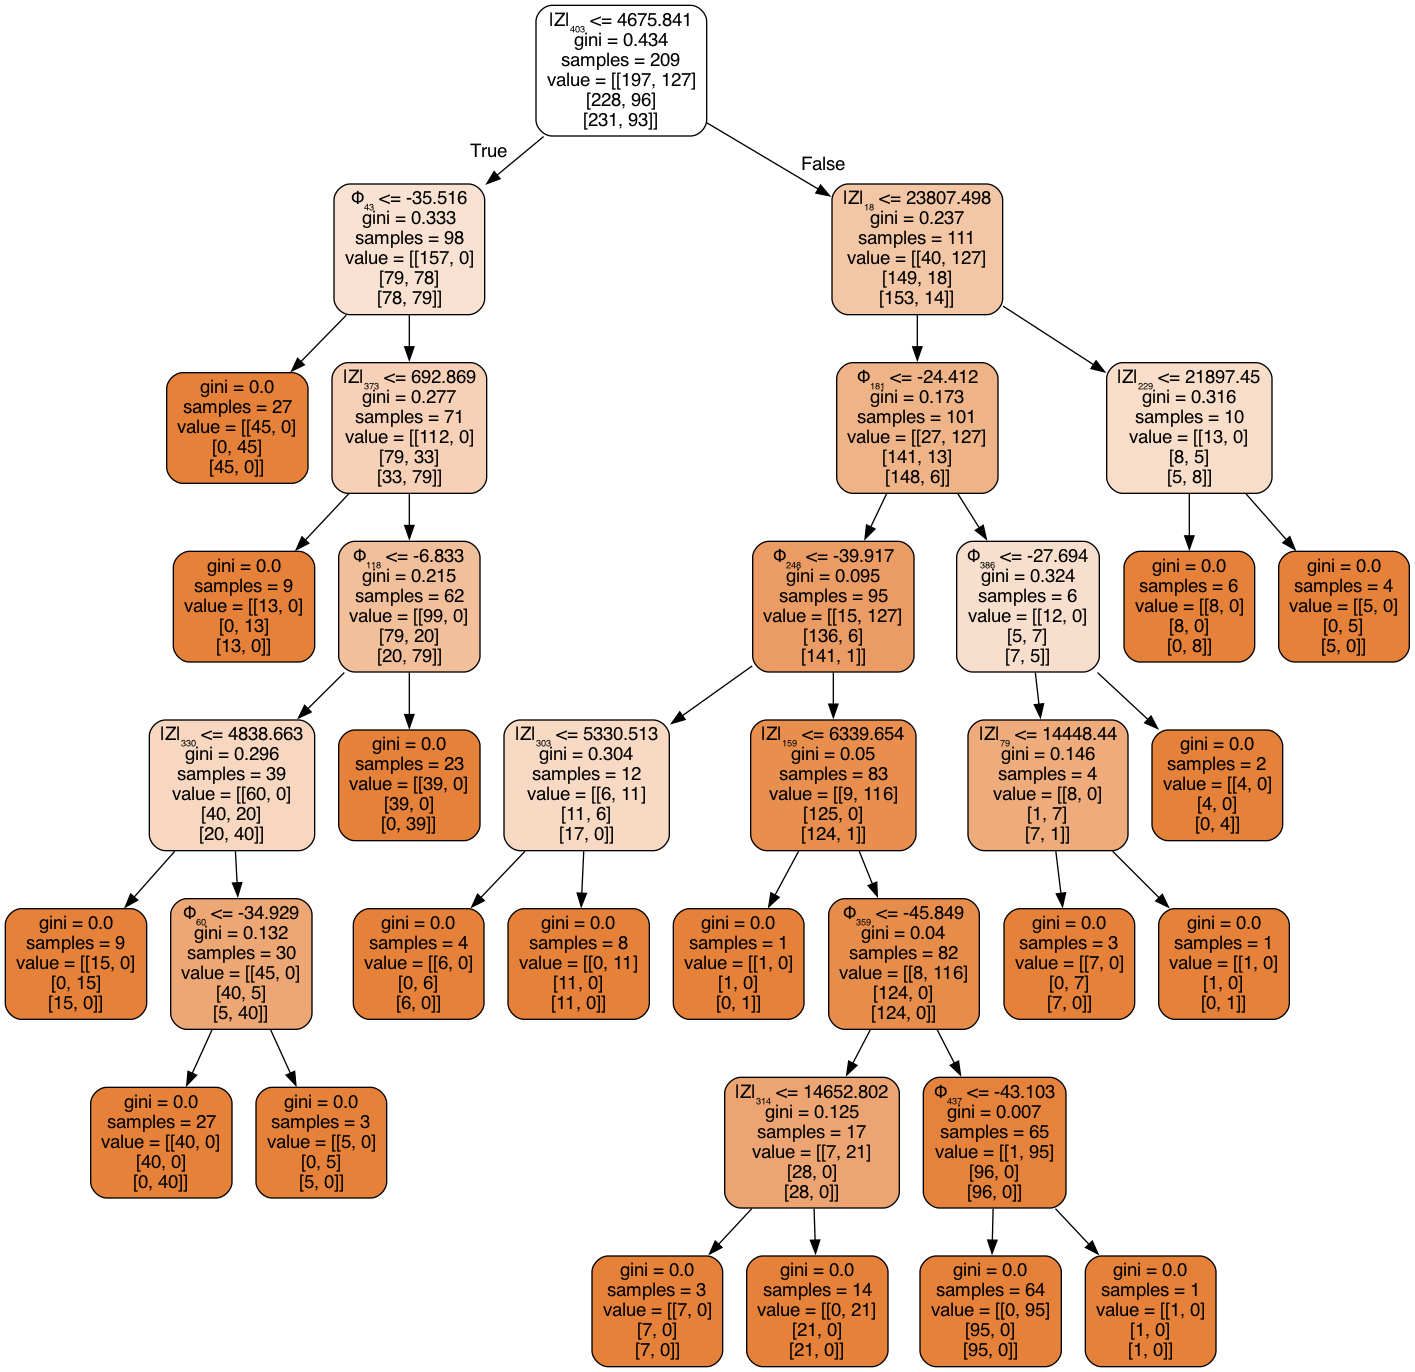 |Z|₄₀₃ <= 4675.841
gini = 0.434
samples = 209
value = [[197, 127]
[228, 96]
[231, 93]]
True
False
Φ₄₃ <= -35.516
gini = 0.333
samples = 98
value = [[157, 0]
[79, 78]
[78, 79]]
|Z|₁₈ <= 23807.498
gini = 0.237
samples = 111
value = [[40, 127]
[149, 18]
[153, 14]]
gini = 0.0
samples = 27
value = [[45, 0]
[0, 45]
[45, 0]]
|Z|₃₇₃ <= 692.869
gini = 0.277
samples = 71
value = [[112, 0]
[79, 33]
[33, 79]]
Φ₁₈₁ <= -24.412
gini = 0.173
samples = 101
value = [[27, 127]
[141, 13]
[148, 6]]
|Z|₂₂₉ <= 21897.45
gini = 0.316
samples = 10
value = [[13, 0]
[8, 5]
[5, 8]]
gini = 0.0
samples = 9
value = [[13, 0]
[0, 13]
[13, 0]]
Φ₁₁₈ <= -6.833
gini = 0.215
samples = 62
value = [[99, 0]
[79, 20]
[20, 79]]
Φ₂₄₈ <= -39.917
gini = 0.095
samples = 95
value = [[15, 127]
[136, 6]
[141, 1]]
Φ₃₈₆ <= -27.694
gini = 0.324
samples = 6
value = [[12, 0]
[5, 7]
[7, 5]]
gini = 0.0
samples = 6
value = [[8, 0]
[8, 0]
[0, 8]]
gini = 0.0
samples = 4
value = [[5, 0]
[0, 5]
[5, 0]]
|Z|₃₃₀ <= 4838.663
gini = 0.296
samples = 39
value = [[60, 0]
[40, 20]
[20, 40]]
gini = 0.0
samples = 23
value = [[39, 0]
[39, 0]
[0, 39]]
|Z|₃₀₃ <= 5330.513
gini = 0.304
samples = 12
value = [[6, 11]
[11, 6]
[17, 0]]
|Z|₁₅₉ <= 6339.654
gini = 0.05
samples = 83
value = [[9, 116]
[125, 0]
[124, 1]]
|Z|₇₉ <= 14448.44
gini = 0.146
samples = 4
value = [[8, 0]
[1, 7]
[7, 1]]
gini = 0.0
samples = 2
value = [[4, 0]
[4, 0]
[0, 4]]
gini = 0.0
samples = 9
value = [[15, 0]
[0, 15]
[15, 0]]
Φ₆₀ <= -34.929
gini = 0.132
samples = 30
value = [[45, 0]
[40, 5]
[5, 40]]
gini = 0.0
samples = 4
value = [[6, 0]
[0, 6]
[6, 0]]
gini = 0.0
samples = 8
value = [[0, 11]
[11, 0]
[11, 0]]
gini = 0.0
samples = 1
value = [[1, 0]
[1, 0]
[0, 1]]
Φ₃₅₉ <= -45.849
gini = 0.04
samples = 82
value = [[8, 116]
[124, 0]
[124, 0]]
gini = 0.0
samples = 3
value = [[7, 0]
[0, 7]
[7, 0]]
gini = 0.0
samples = 1
value = [[1, 0]
[1, 0]
[0, 1]]
gini = 0.0
samples = 27
value = [[40, 0]
[40, 0]
[0, 40]]
gini = 0.0
samples = 3
value = [[5, 0]
[0, 5]
[5, 0]]
|Z|₃₁₄ <= 14652.802
gini = 0.125
samples = 17
value = [[7, 21]
[28, 0]
[28, 0]]
Φ₄₃₇ <= -43.103
gini = 0.007
samples = 65
value = [[1, 95]
[96, 0]
[96, 0]]
gini = 0.0
samples = 3
value = [[7, 0]
[7, 0]
[7, 0]]
gini = 0.0
samples = 14
value = [[0, 21]
[21, 0]
[21, 0]]
gini = 0.0
samples = 64
value = [[0, 95]
[95, 0]
[95, 0]]
gini = 0.0
samples = 1
value = [[1, 0]
[1, 0]
[1, 0]]